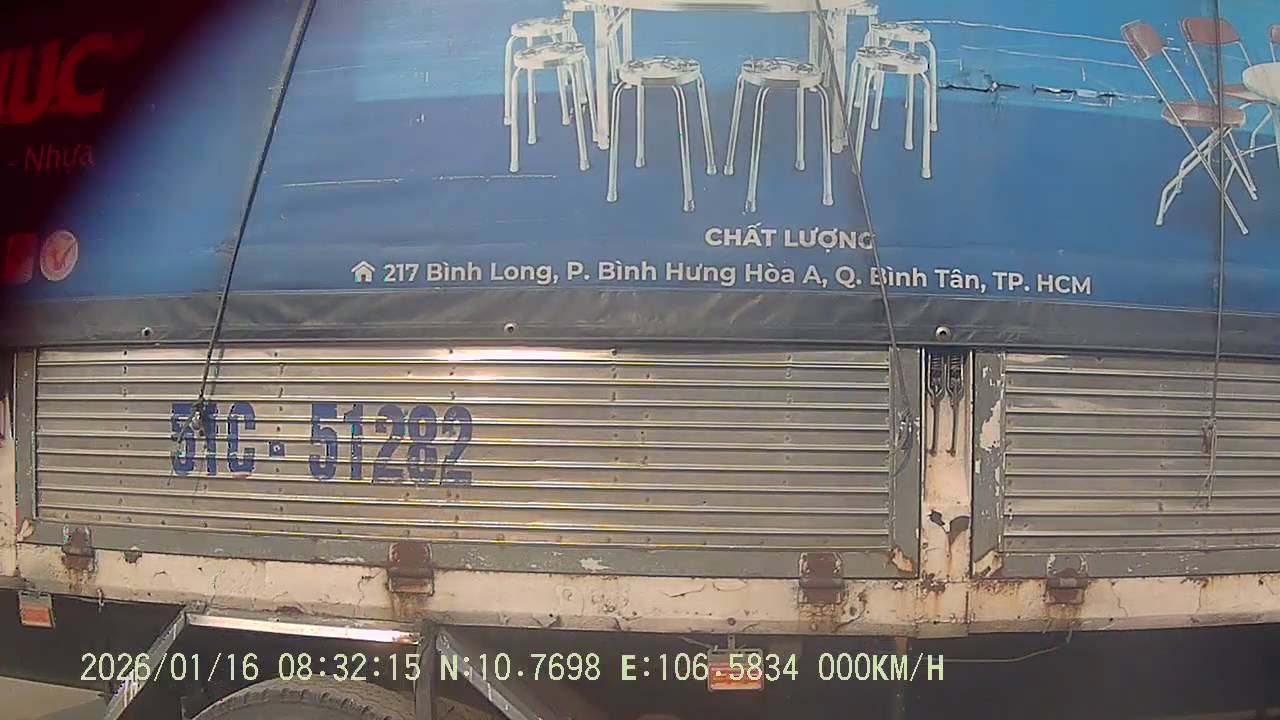 - Nhựa
CHẤT LƯỢNG
217 Bình Long, P. Bình Hưng Hòa A, Q. Bình Tân, TP. HCM
51C - 51282
2026/01/16 08:32:15 N:10.7698 E:106.5834 000KM/H